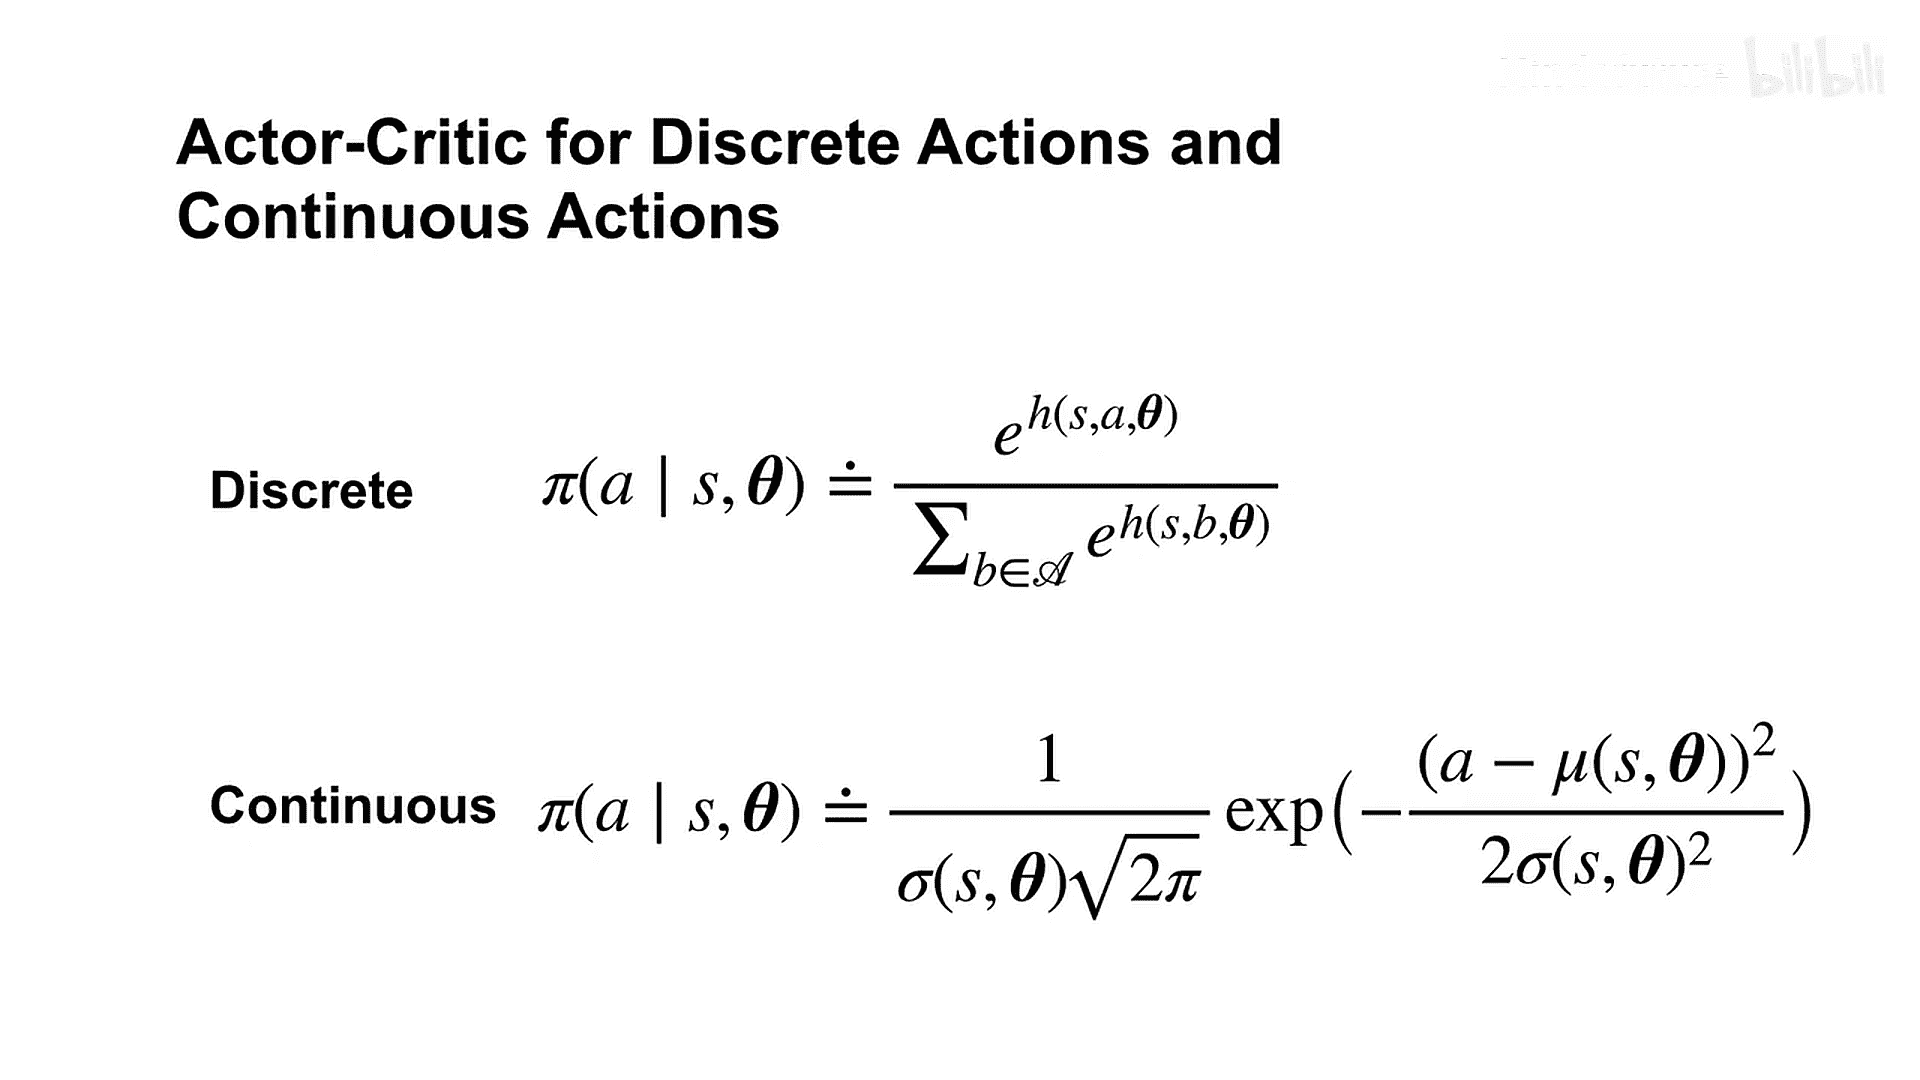 bilibili
Actor-Critic for Discrete Actions and
Continuous Actions
Discrete π(a | s, θ) ≐ e^{h(s,a,θ)} / ∑_{b∈𝒜} e^{h(s,b,θ)}
Continuous π(a | s, θ) ≐ 1 / (σ(s, θ)√(2π)) exp(−(a − μ(s, θ))² / 2σ(s, θ)²)